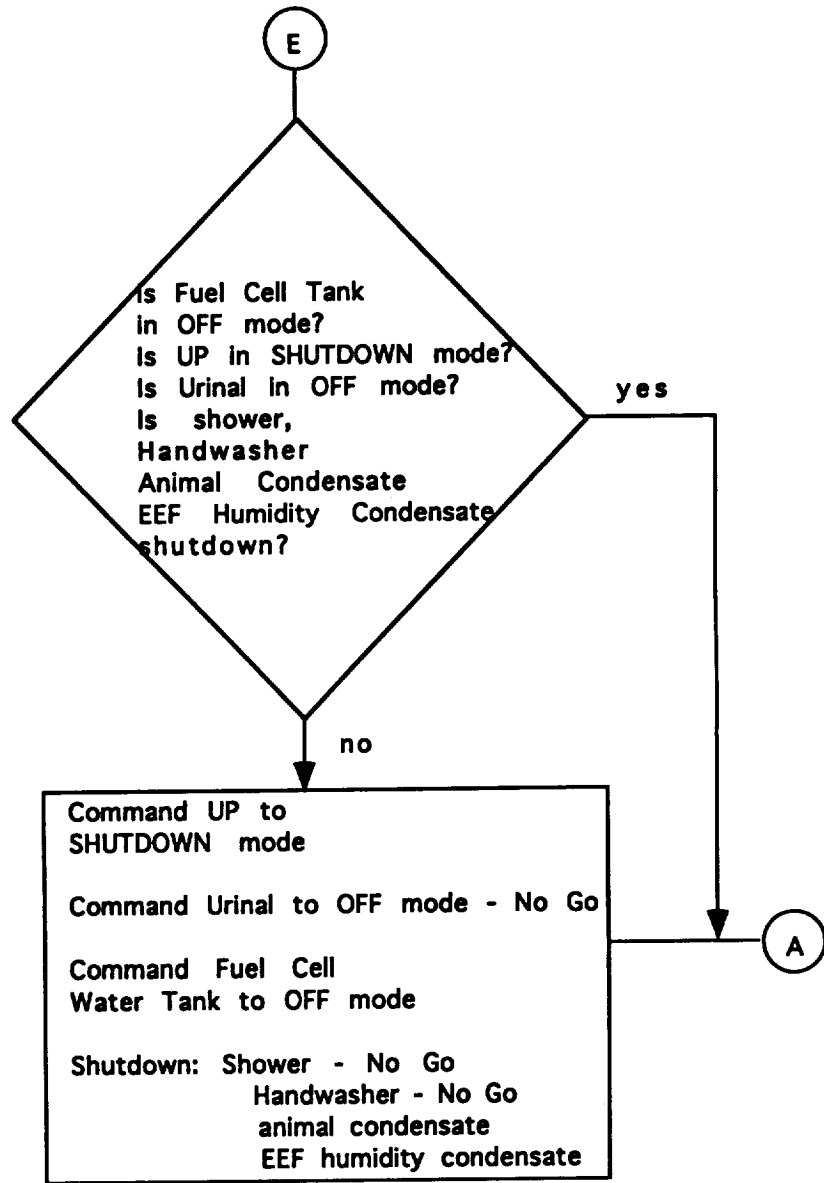 E
Is Fuel Cell Tank
in OFF mode?
Is UP in SHUTDOWN mode?
Is Urinal in OFF mode?
Is shower,
Handwasher
Animal Condensate
EEF Humidity Condensate
shutdown?
yes
no
Command UP to
SHUTDOWN mode
Command Urinal to OFF mode - No Go
Command Fuel Cell
Water Tank to OFF mode
Shutdown: Shower - No Go
Handwasher - No Go
animal condensate
EEF humidity condensate
A